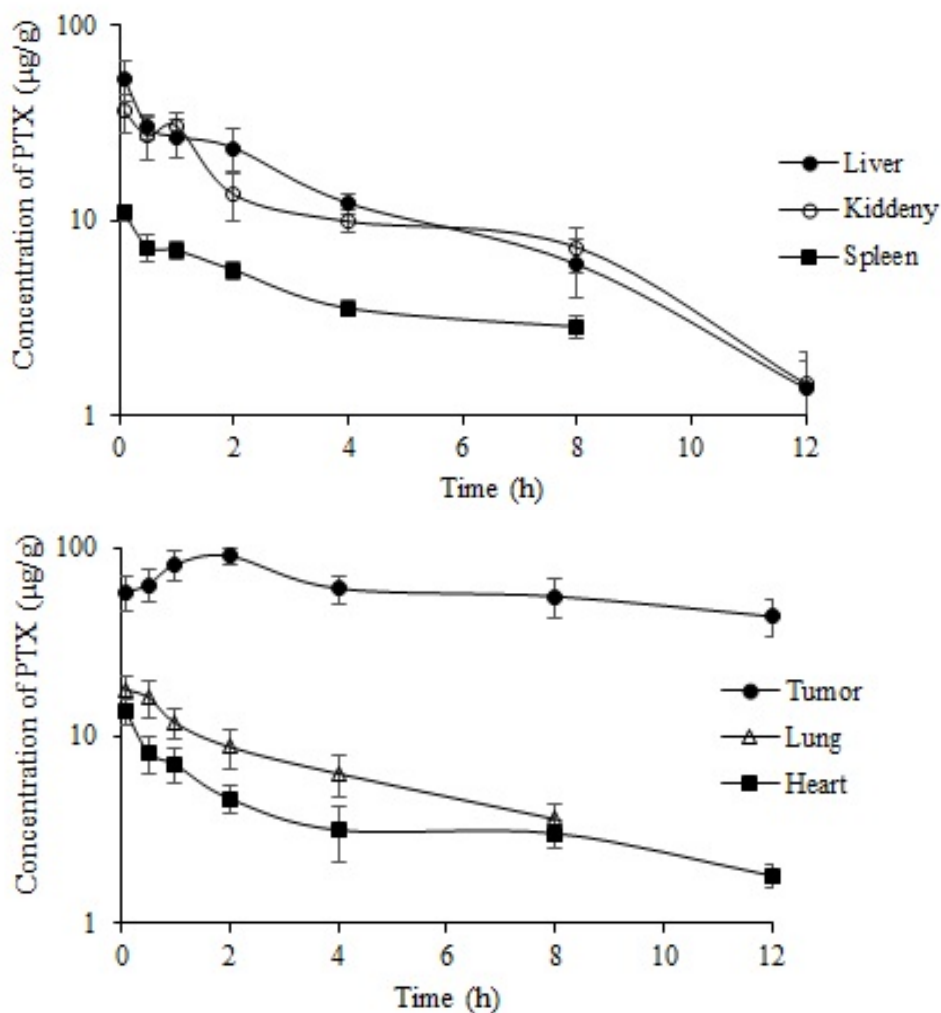 Concentration of PTX (µg/g)
100
10
1
0 2 4 6 8 10 12
Time (h)
Liver
Kiddeny
Spleen
Concentration of PTX (µg/g)
100
10
1
0 2 4 6 8 10 12
Time (h)
Tumor
Lung
Heart